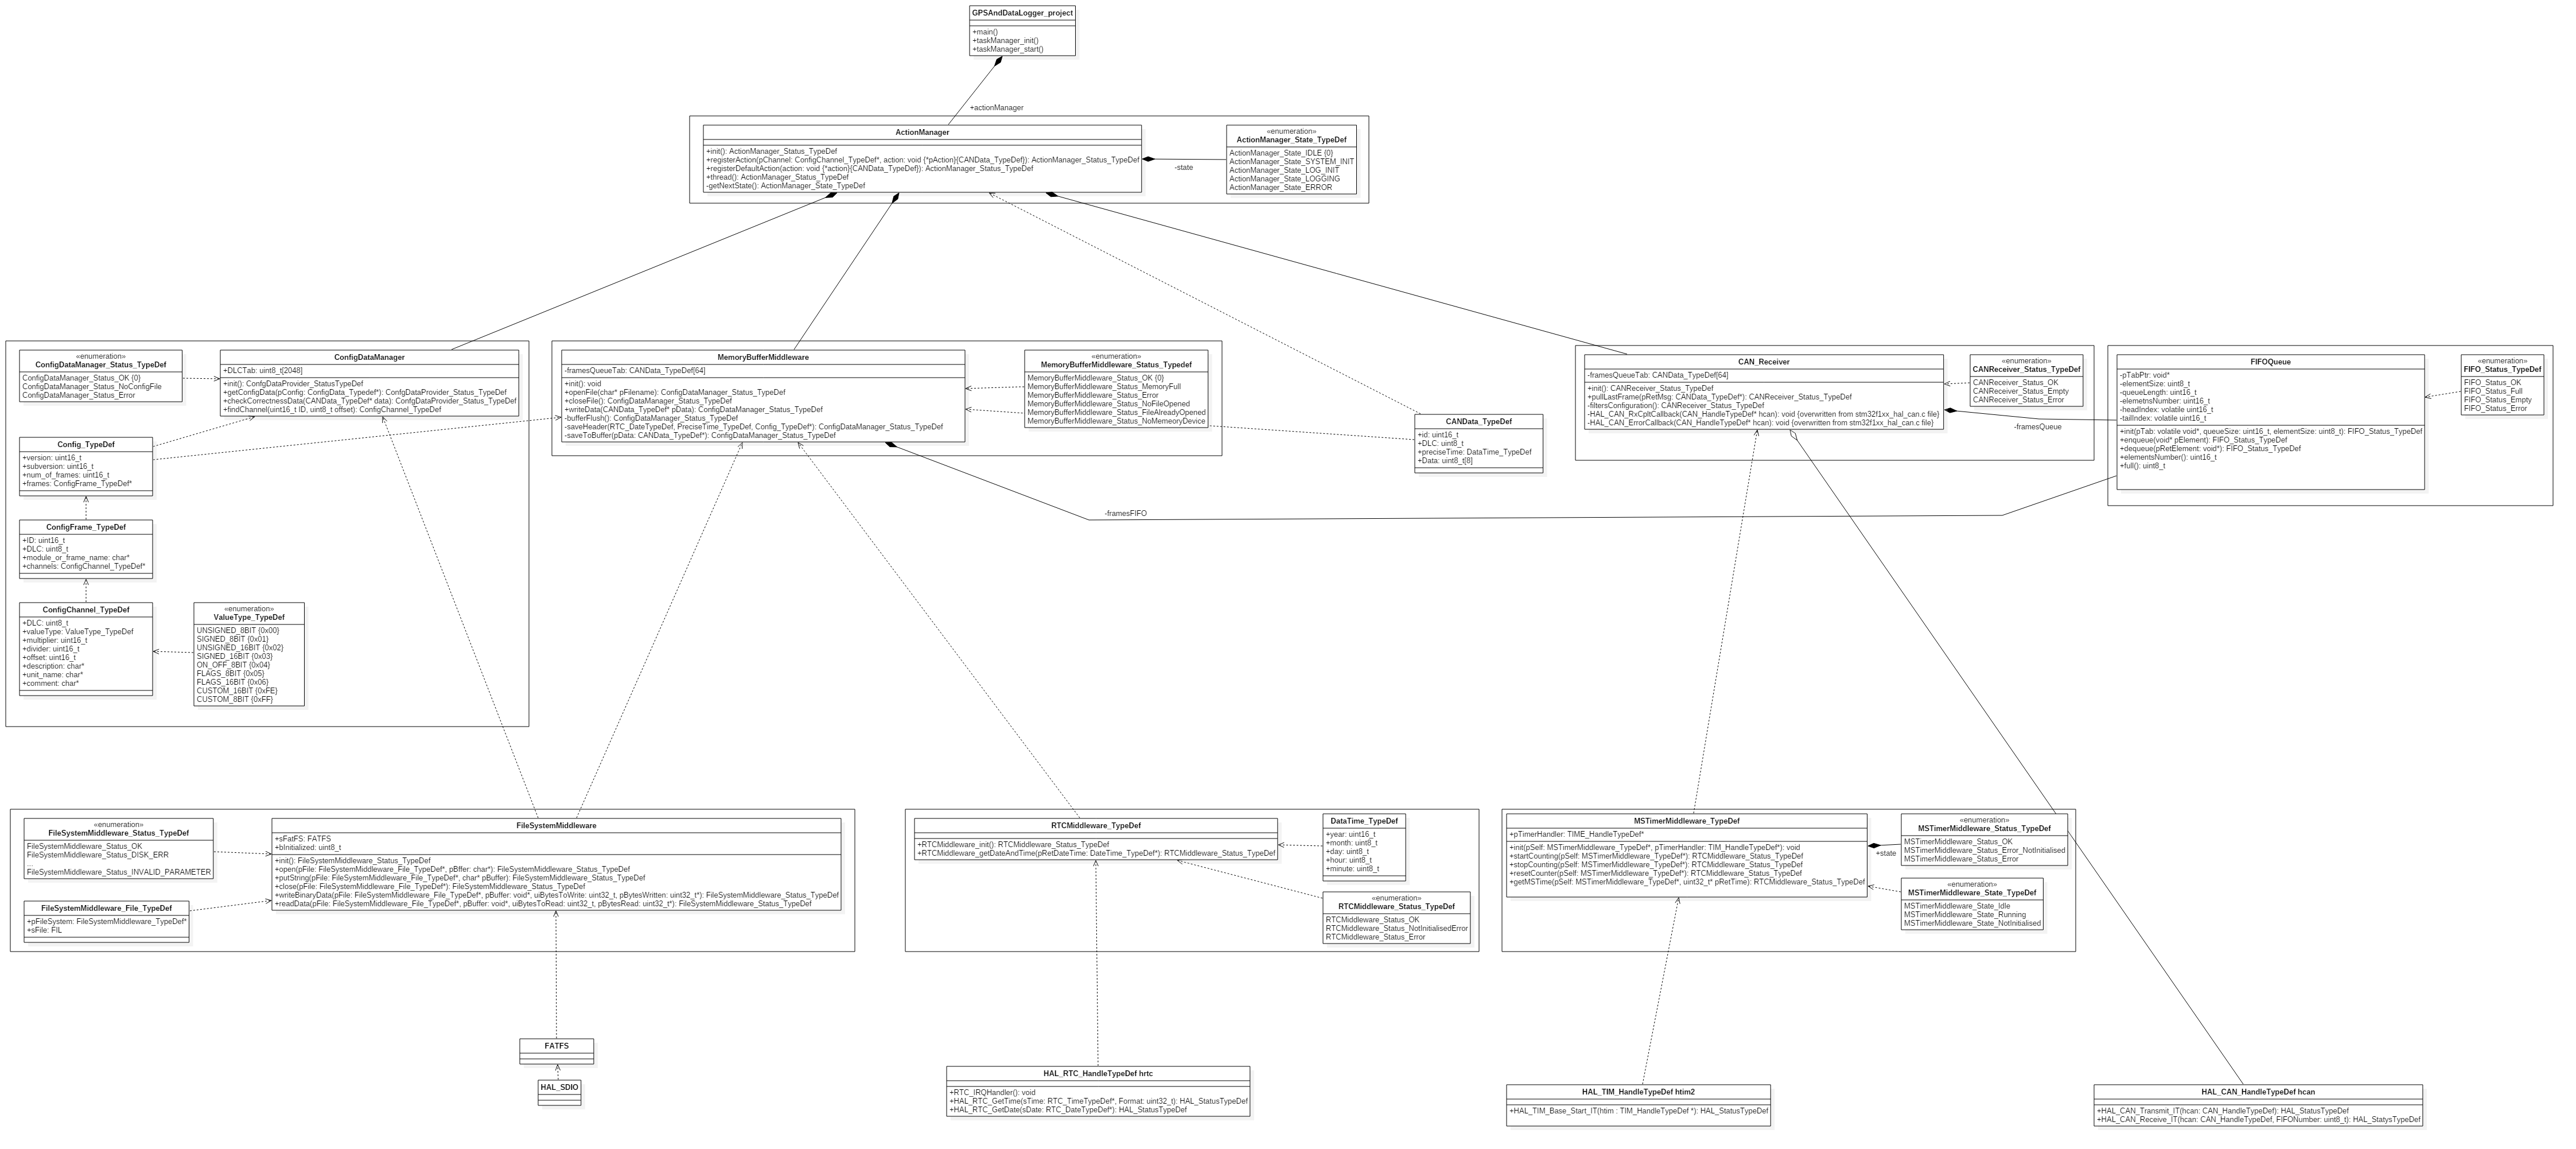 GPSAndDataLogger_project
+main()
+taskManager_init()
+taskManager_start()
+actionManager
ActionManager
+init(): ActionManager_Status_TypeDef
+registerAction(pChannel: ConfigChannel_TypeDef*, action: void {*pAction}{CANData_TypeDef}): ActionManager_Status_TypeDef
+registerDefaultAction(action: void {*action}{CANData_TypeDef}): ActionManager_Status_TypeDef
+thread(): ActionManager_Status_TypeDef
-getNextState(): ActionManager_State_TypeDef
-state
«enumeration»
ActionManager_State_TypeDef
ActionManager_State_IDLE {0}
ActionManager_State_SYSTEM_INIT
ActionManager_State_LOG_INIT
ActionManager_State_LOGGING
ActionManager_State_ERROR
«enumeration»
ConfigDataManager_Status_TypeDef
ConfigDataManager_Status_OK {0}
ConfigDataManager_Status_NoConfigFile
ConfigDataManager_Status_Error
ConfigDataManager
+DLCTab: uint8_t[2048]
+init(): ConfgDataProvider_StatusTypeDef
+getConfigData(pConfig: ConfigData_Typedef*): ConfgDataProvider_Status_TypeDef
+checkCorrectnessData(CANData_TypeDef* data): ConfgDataProvider_Status_TypeDef
+findChannel(uint16_t ID, uint8_t offset): ConfigChannel_TypeDef
Config_TypeDef
+version: uint16_t
+subversion: uint16_t
+num_of_frames: uint16_t
+frames: ConfigFrame_TypeDef*
ConfigFrame_TypeDef
+ID: uint16_t
+DLC: uint8_t
+module_or_frame_name: char*
+channels: ConfigChannel_TypeDef*
ConfigChannel_TypeDef
+DLC: uint8_t
+valueType: ValueType_TypeDef
+multiplier: uint16_t
+divider: uint16_t
+offset: uint16_t
+description: char*
+unit_name: char*
+comment: char*
«enumeration»
ValueType_TypeDef
UNSIGNED_8BIT {0x00}
SIGNED_8BIT {0x01}
UNSIGNED_16BIT {0x02}
SIGNED_16BIT {0x03}
ON_OFF_8BIT {0x04}
FLAGS_8BIT {0x05}
FLAGS_16BIT {0x06}
CUSTOM_16BIT {0xFE}
CUSTOM_8BIT {0xFF}
MemoryBufferMiddleware
-framesQueueTab: CANData_TypeDef[64]
+init(): void
+openFile(char* pFilename): ConfigDataManager_Status_TypeDef
+closeFile(): ConfigDataManager_Status_TypeDef
+writeData(CANData_TypeDef* pData): ConfigDataManager_Status_TypeDef
-bufferFlush(): ConfigDataManager_Status_TypeDef
-saveHeader(RTC_DateTypeDef, PreciseTime_TypeDef, Config_TypeDef*): ConfigDataManager_Status_TypeDef
-saveToBuffer(pData: CANData_TypeDef*): ConfigDataManager_Status_TypeDef
«enumeration»
MemoryBufferMiddleware_Status_Typedef
MemoryBufferMiddleware_Status_OK {0}
MemoryBufferMiddleware_Status_MemoryFull
MemoryBufferMiddleware_Status_Error
MemoryBufferMiddleware_Status_NoFileOpened
MemoryBufferMiddleware_Status_FileAlreadyOpened
MemoryBufferMiddleware_Status_NoMemeoryDevice
CANData_TypeDef
+id: uint16_t
+DLC: uint8_t
+preciseTime: DataTime_TypeDef
+Data: uint8_t[8]
CAN_Receiver
-framesQueueTab: CANData_TypeDef[64]
+init(): CANReceiver_Status_TypeDef
+pullLastFrame(pRetMsg: CANData_TypeDef*): CANReceiver_Status_TypeDef
-filtersConfiguration(): CANReceiver_Status_TypeDef
-HAL_CAN_RxCpltCallback(CAN_HandleTypeDef* hcan): void {overwritten from stm32f1xx_hal_can.c file}
-HAL_CAN_ErrorCallback(CAN_HandleTypeDef* hcan): void {overwritten from stm32f1xx_hal_can.c file}
«enumeration»
CANReceiver_Status_TypeDef
CANReceiver_Status_OK
CANReceiver_Status_Empty
CANReceiver_Status_Error
-framesQueue
FIFOQueue
-pTabPtr: void*
-elementSize: uint8_t
-queueLength: uint16_t
-elemetnsNumber: uint16_t
-headIndex: volatile uint16_t
-tailIndex: volatile uint16_t
+init(pTab: volatile void*, queueSize: uint16_t, elementSize: uint8_t): FIFO_Status_TypeDef
+enqueue(void* pElement): FIFO_Status_TypeDef
+dequeue(pRetElement: void*): FIFO_Status_TypeDef
+elementsNumber(): uint16_t
+full(): uint8_t
«enumeration»
FIFO_Status_TypeDef
FIFO_Status_OK
FIFO_Status_Full
FIFO_Status_Empty
FIFO_Status_Error
-framesFIFO
«enumeration»
FileSystemMiddleware_Status_TypeDef
FileSystemMiddleware_Status_OK
FileSystemMiddleware_Status_DISK_ERR
...
FileSystemMiddleware_Status_INVALID_PARAMETER
FileSystemMiddleware_File_TypeDef
+pFileSystem: FileSystemMiddleware_TypeDef*
+sFile: FIL
FileSystemMiddleware
+sFatFS: FATFS
+bInitialized: uint8_t
+init(): FileSystemMiddleware_Status_TypeDef
+open(pFile: FileSystemMiddleware_File_TypeDef*, pBffer: char*): FileSystemMiddleware_Status_TypeDef
+putString(pFile: FileSystemMiddleware_File_TypeDef*, char* pBuffer): FileSystemMiddleware_Status_TypeDef
+close(pFile: FileSystemMiddleware_File_TypeDef*): FileSystemMiddleware_Status_TypeDef
+writeBinaryData(pFile: FileSystemMiddleware_File_TypeDef*, pBuffer: void*, uiBytesToWrite: uint32_t, pBytesWritten: uint32_t*): FileSystemMiddleware_Status_TypeDef
+readData(pFile: FileSystemMiddleware_File_TypeDef*, pBuffer: void*, uiBytesToRead: uint32_t, pBytesRead: uint32_t*): FileSystemMiddleware_Status_TypeDef
RTCMiddleware_TypeDef
+RTCMiddleware_init(): RTCMiddleware_Status_TypeDef
+RTCMiddleware_getDateAndTime(pRetDateTime: DateTime_TypeDef*): RTCMiddleware_Status_TypeDef
DataTime_TypeDef
+year: uint16_t
+month: uint8_t
+day: uint8_t
+hour: uint8_t
+minute: uint8_t
«enumeration»
RTCMiddleware_Status_TypeDef
RTCMiddleware_Status_OK
RTCMiddleware_Status_NotInitialisedError
RTCMiddleware_Status_Error
MSTimerMiddleware_TypeDef
+pTimerHandler: TIME_HandleTypeDef*
+init(pSelf: MSTimerMiddleware_TypeDef*, pTimerHandler: TIM_HandleTypeDef*): void
+startCounting(pSelf: MSTimerMiddleware_TypeDef*): RTCMiddleware_Status_TypeDef
+stopCounting(pSelf: MSTimerMiddleware_TypeDef*): RTCMiddleware_Status_TypeDef
+resetCounter(pSelf: MSTimerMiddleware_TypeDef*): RTCMiddleware_Status_TypeDef
+getMSTime(pSelf: MSTimerMiddleware_TypeDef*, uint32_t* pRetTime): RTCMiddleware_Status_TypeDef
+state
«enumeration»
MSTimerMiddleware_Status_TypeDef
MSTimerMiddleware_Status_OK
MSTimerMiddleware_Status_Error_NotInitialised
MSTimerMiddleware_Status_Error
«enumeration»
MSTimerMiddleware_State_TypeDef
MSTimerMiddleware_State_Idle
MSTimerMiddleware_State_Running
MSTimerMiddleware_State_NotInitialised
FATFS
HAL_SDIO
HAL_RTC_HandleTypeDef hrtc
+RTC_IRQHandler(): void
+HAL_RTC_GetTime(sTime: RTC_TimeTypeDef*, Format: uint32_t): HAL_StatusTypeDef
+HAL_RTC_GetDate(sDate: RTC_DateTypeDef*): HAL_StatusTypeDef
HAL_TIM_HandleTypeDef htim2
+HAL_TIM_Base_Start_IT(htim : TIM_HandleTypeDef *): HAL_StatusTypeDef
HAL_CAN_HandleTypeDef hcan
+HAL_CAN_Transmit_IT(hcan: CAN_HandleTypeDef): HAL_StatusTypeDef
+HAL_CAN_Receive_IT(hcan: CAN_HandleTypeDef, FIFONumber: uint8_t): HAL_StatysTypeDef